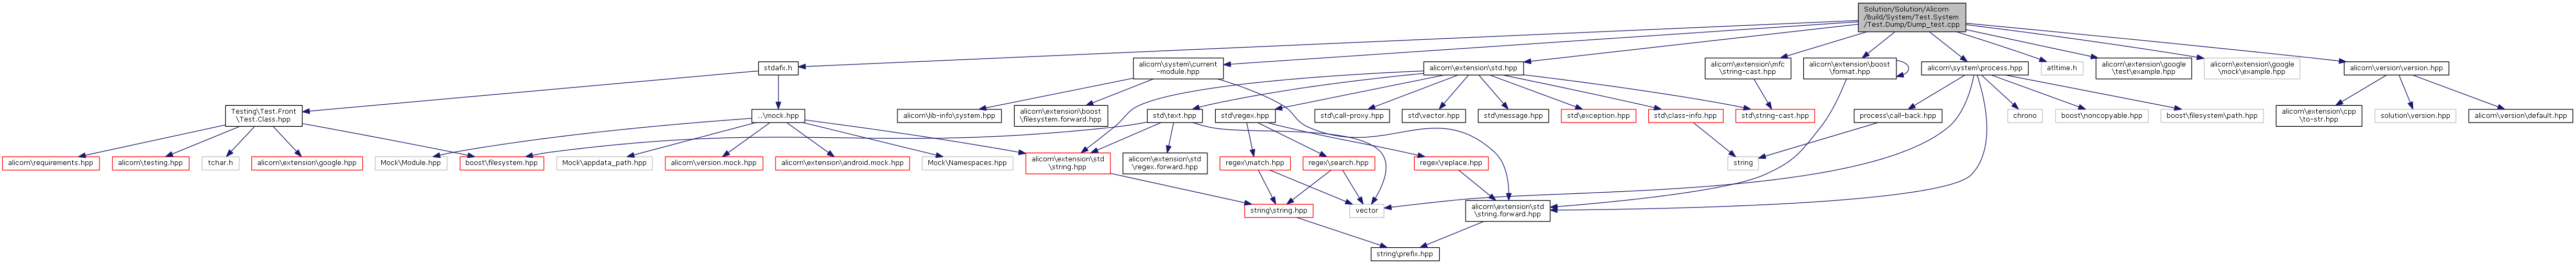 Solution/Solution/Alicorn
/Build/System/Test.System
/Test.Dump/Dump_test.cpp
stdafx.h
alicorn\system\current
-module.hpp
alicorn\extension\std.hpp
alicorn\extension\mfc
\string-cast.hpp
alicorn\extension\boost
\format.hpp
alicorn\system\process.hpp
atltime.h
alicorn\extension\google
\test\example.hpp
alicorn\extension\google
\mock\example.hpp
alicorn\version\version.hpp
Testing\Test.Front
\Test.Class.hpp
..\mock.hpp
alicorn\lib-info\system.hpp
alicorn\extension\boost
\filesystem.forward.hpp
std\text.hpp
std\regex.hpp
std\call-proxy.hpp
std\vector.hpp
std\message.hpp
std\exception.hpp
std\class-info.hpp
std\string-cast.hpp
process\call-back.hpp
chrono
boost\noncopyable.hpp
boost\filesystem\path.hpp
alicorn\extension\cpp
\to-str.hpp
solution\version.hpp
alicorn\version\default.hpp
alicorn\requirements.hpp
alicorn\testing.hpp
tchar.h
alicorn\extension\google.hpp
Mock\Module.hpp
boost\filesystem.hpp
Mock\appdata_path.hpp
alicorn\version.mock.hpp
alicorn\extension\android.mock.hpp
Mock\Namespaces.hpp
alicorn\extension\std
\string.hpp
alicorn\extension\std
\regex.forward.hpp
regex\match.hpp
regex\search.hpp
regex\replace.hpp
string
string\string.hpp
vector
alicorn\extension\std
\string.forward.hpp
string\prefix.hpp